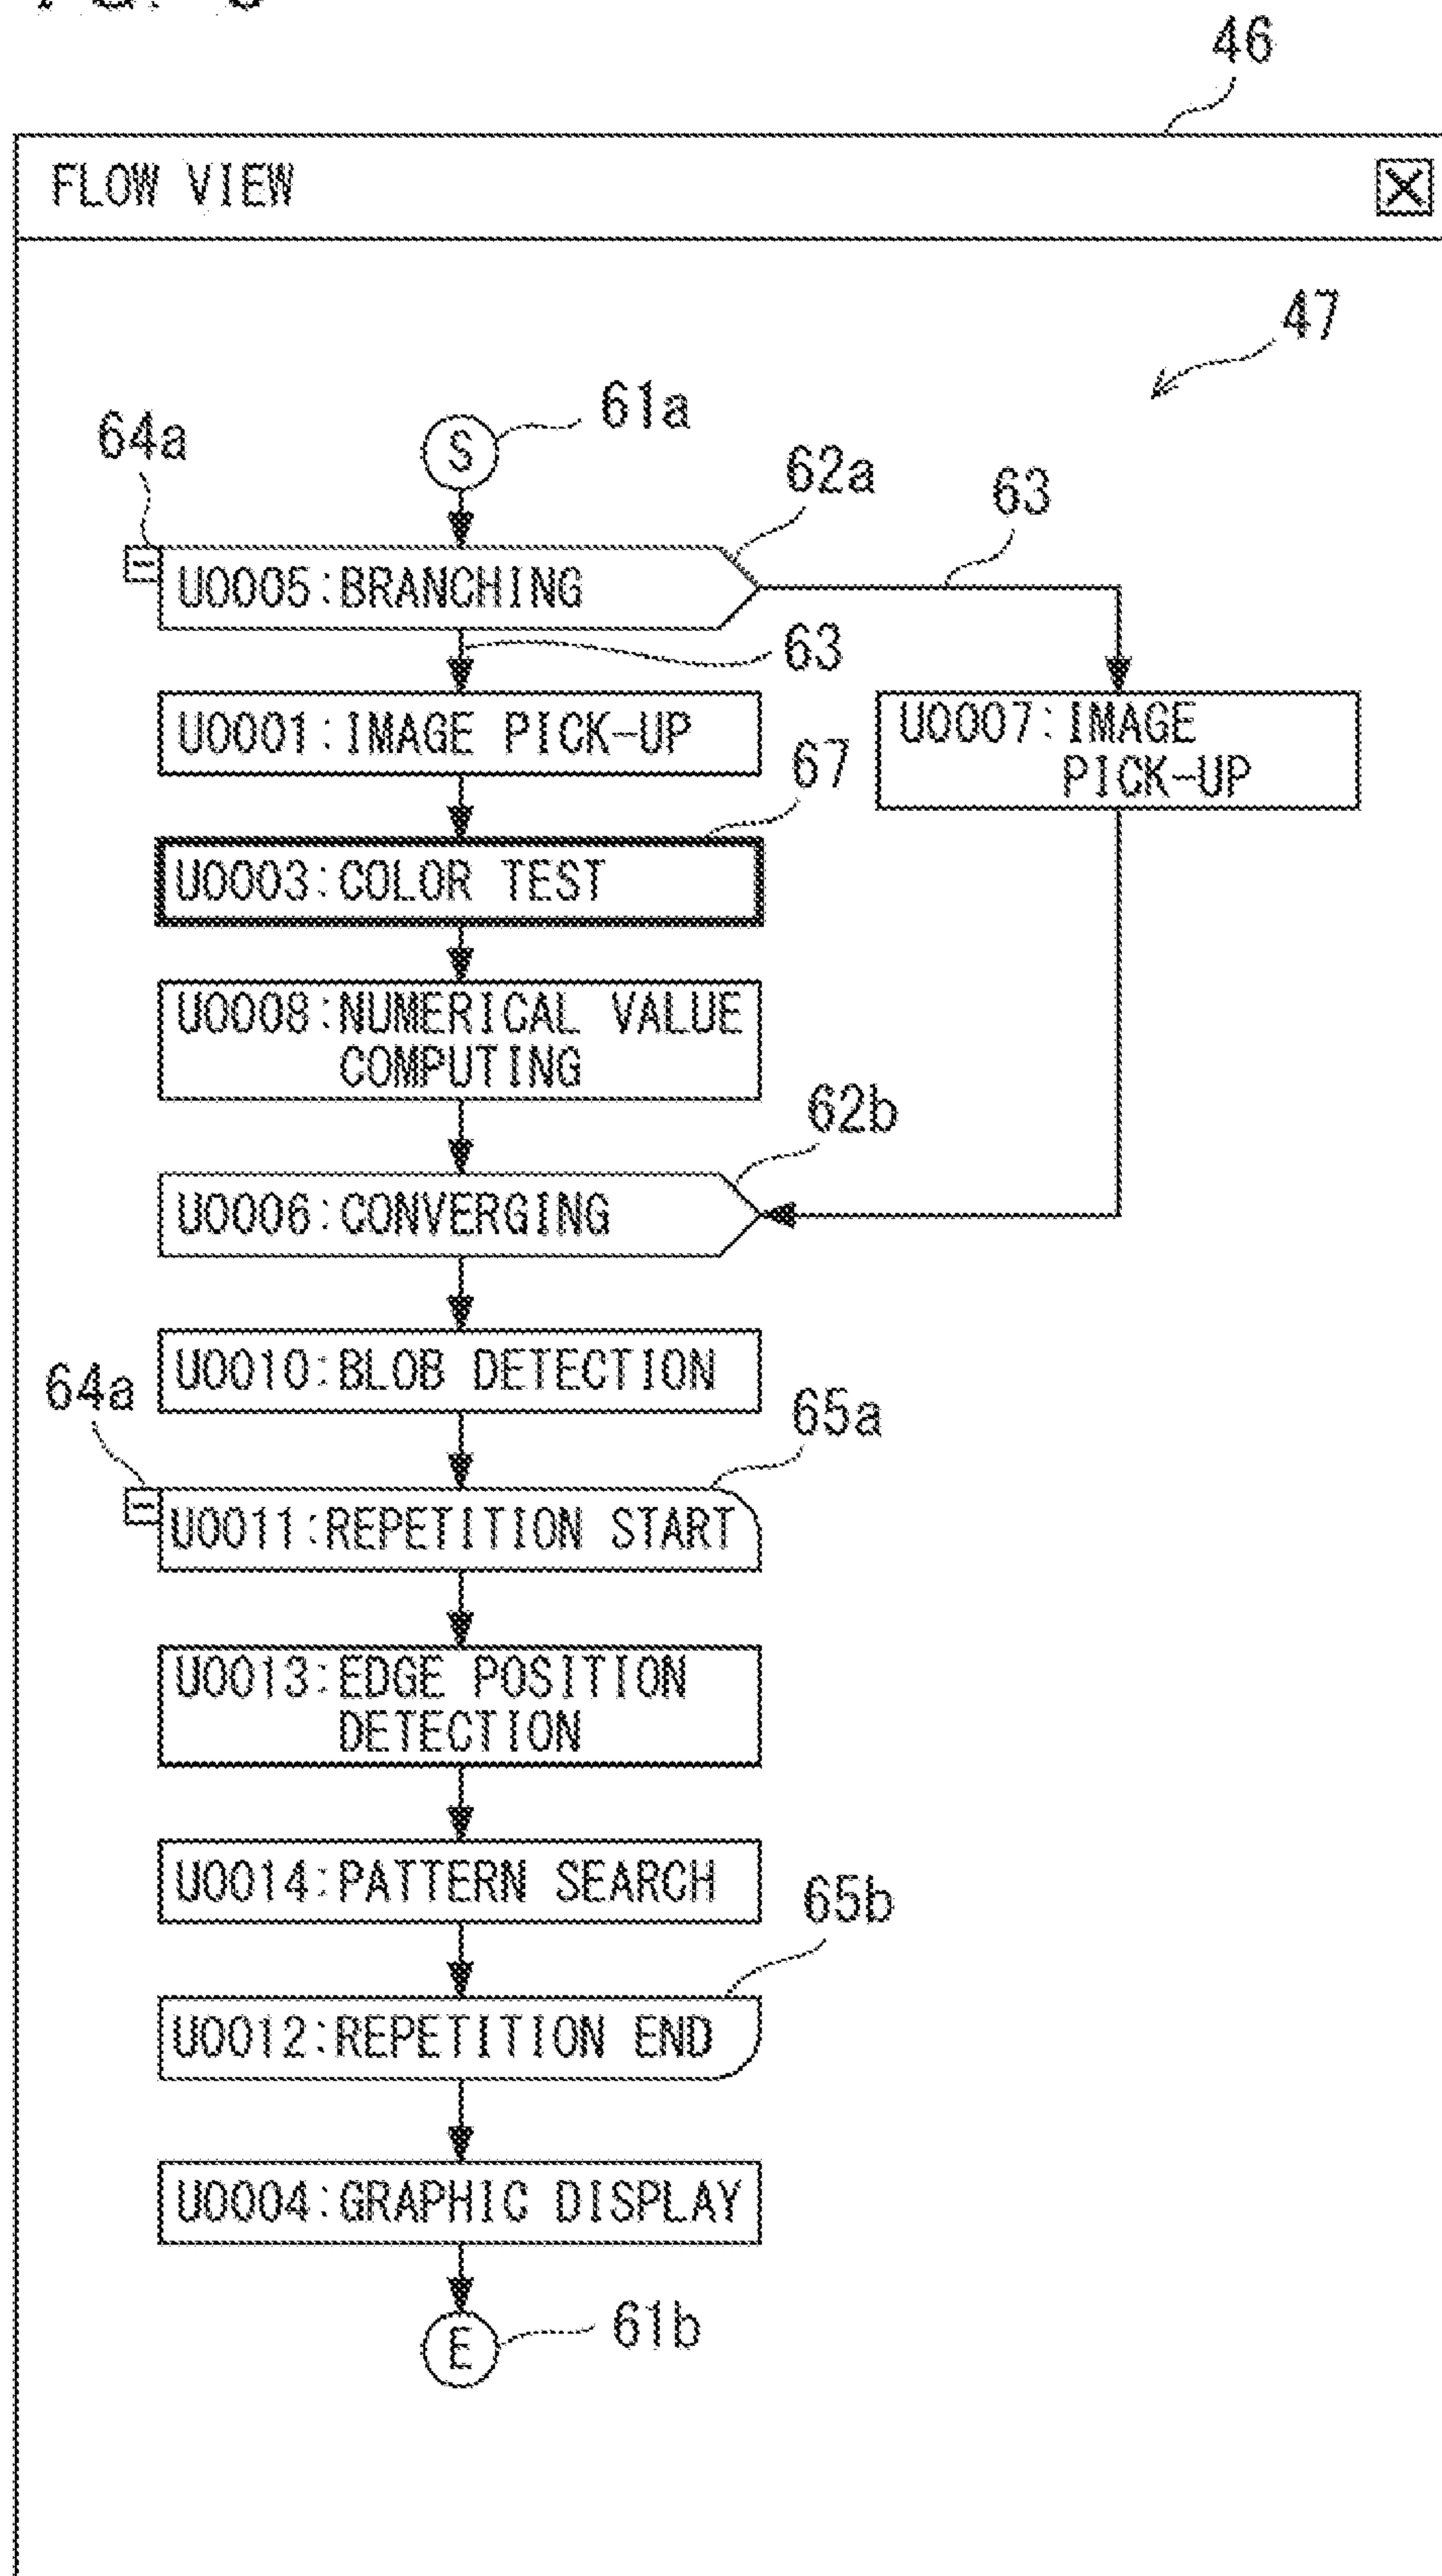 46
FLOW VIEW
47
61a
64a
S
62a
63
U0005:BRANCHING
63
U0001:IMAGE PICK-UP
U0007:IMAGE
PICK-UP
67
U0003:COLOR TEST
U0008:NUMERICAL VALUE
COMPUTING
62b
U0006:CONVERGING
U0010:BLOB DETECTION
64a
65a
U0011:REPETITION START
U0013:EDGE POSITION
DETECTION
U0014:PATTERN SEARCH
65b
U0012:REPETITION END
U0004:GRAPHIC DISPLAY
E
61b